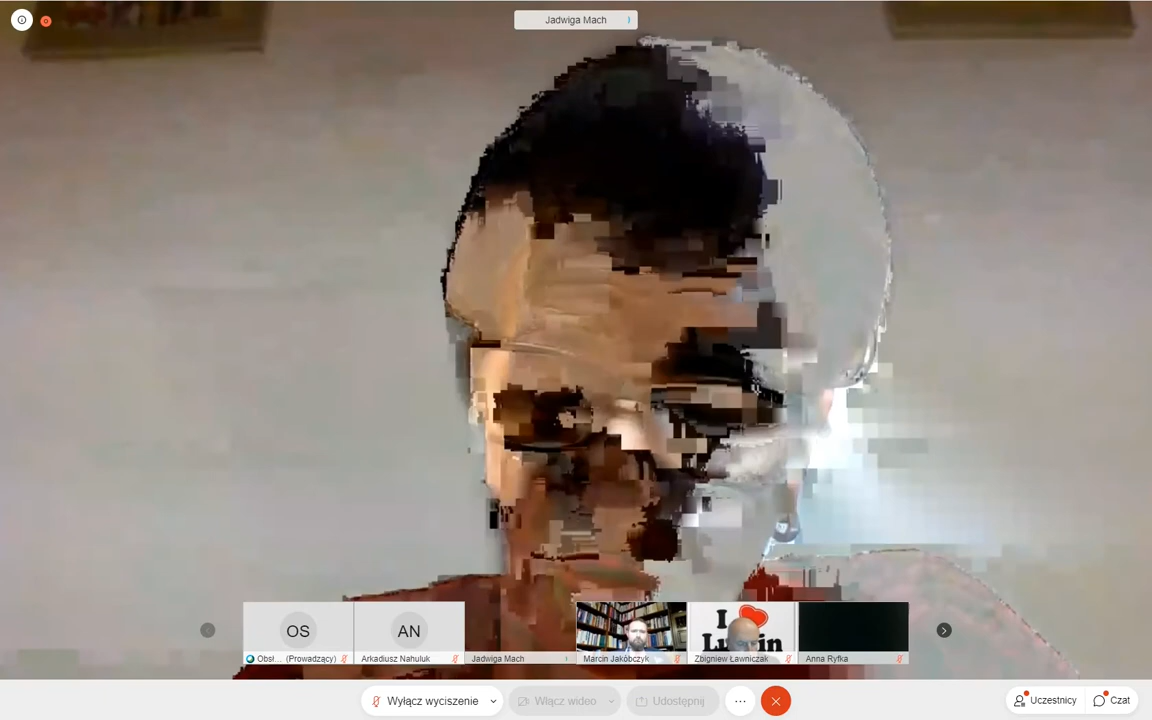 Jadwiga Mach
OS
AN
I
Lubin
Obsł... (Prowadzący)
Arkadiusz Nahuluk
Jadwiga Mach
Marcin Jakóbczyk
Zbigniew Ławniczak
Anna Ryfka
Wyłącz wyciszenie
Włącz wideo
Udostępnij
Uczestnicy
Czat